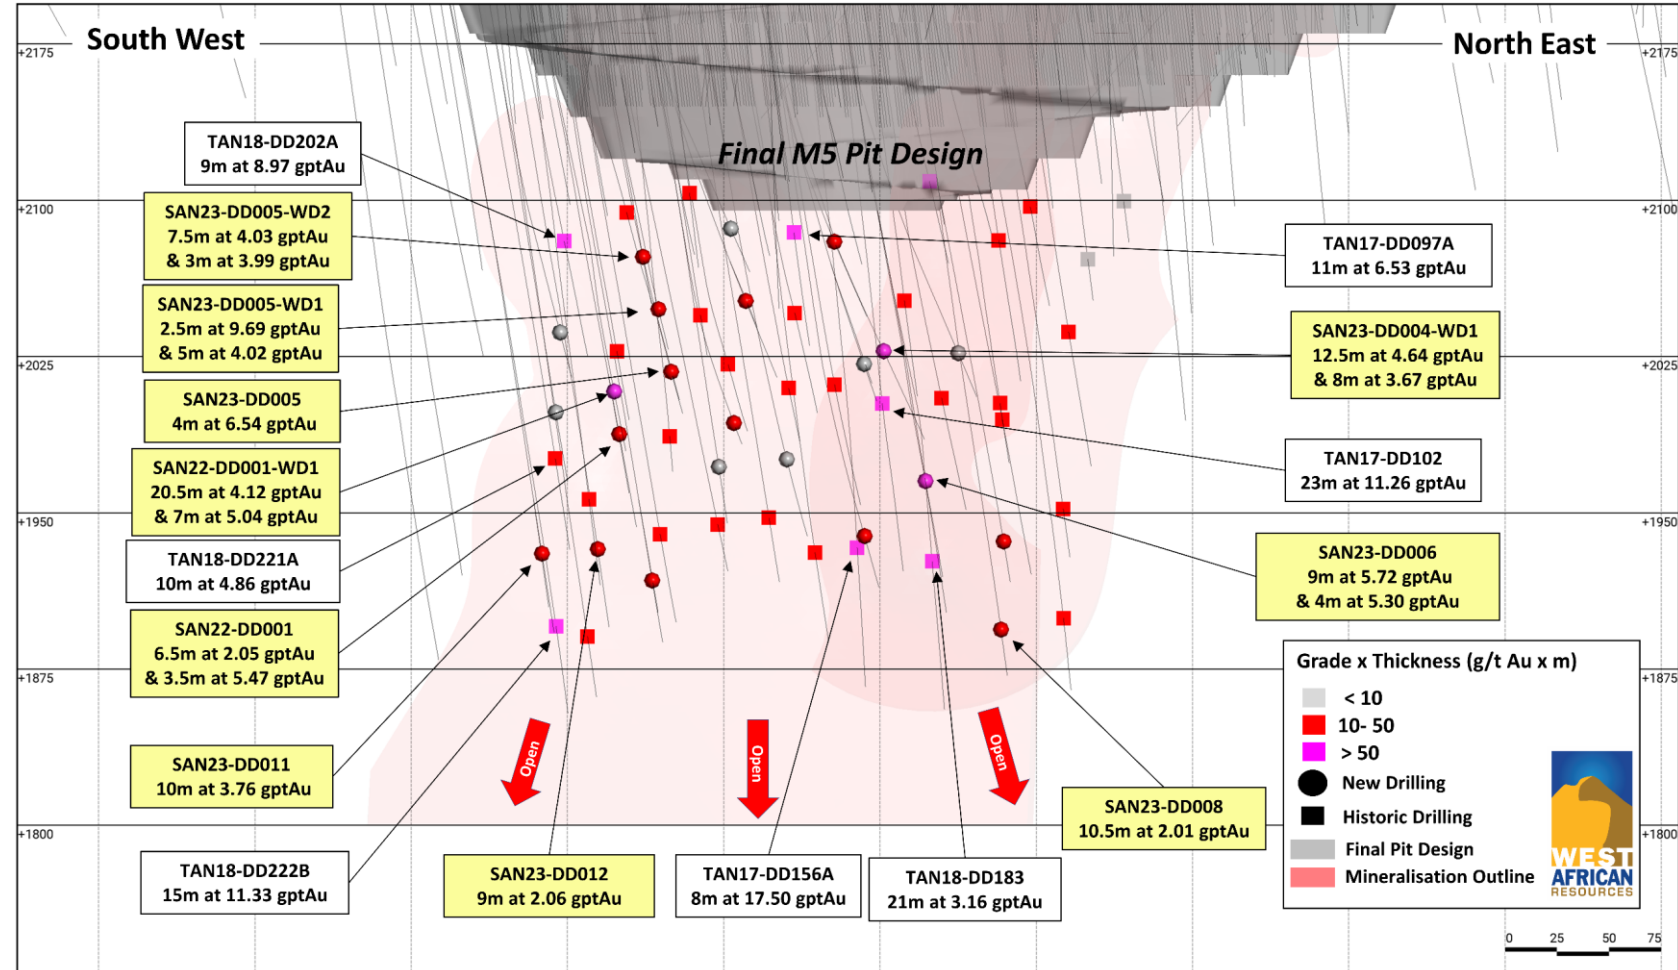 South West
North East
+2175
+2175
Final M5 Pit Design
TAN18-DD202A
9m at 8.97 gptAu
SAN23-DD005-WD2
7.5m at 4.03 gptAu
& 3m at 3.99 gptAu
+2100
+2100
TAN17-DD097A
11m at 6.53 gptAu
SAN23-DD005-WD1
2.5m at 9.69 gptAu
& 5m at 4.02 gptAu
SAN23-DD004-WD1
12.5m at 4.64 gptAu
& 8m at 3.67 gptAu
+2025
+2025
SAN23-DD005
4m at 6.54 gptAu
SAN22-DD001-WD1
20.5m at 4.12 gptAu
& 7m at 5.04 gptAu
TAN17-DD102
23m at 11.26 gptAu
+1950
+1950
TAN18-DD221A
10m at 4.86 gptAu
SAN23-DD006
9m at 5.72 gptAu
& 4m at 5.30 gptAu
SAN22-DD001
6.5m at 2.05 gptAu
& 3.5m at 5.47 gptAu
+1875
+1875
SAN23-DD011
10m at 3.76 gptAu
Open
Open
Open
SAN23-DD008
10.5m at 2.01 gptAu
+1800
+1800
TAN18-DD222B
15m at 11.33 gptAu
SAN23-DD012
9m at 2.06 gptAu
TAN17-DD156A
8m at 17.50 gptAu
TAN18-DD183
21m at 3.16 gptAu
Grade x Thickness (g/t Au x m)
< 10
10- 50
> 50
New Drilling
Historic Drilling
Final Pit Design
Mineralisation Outline
WEST
AFRICAN
RESOURCES
0 25 50 75